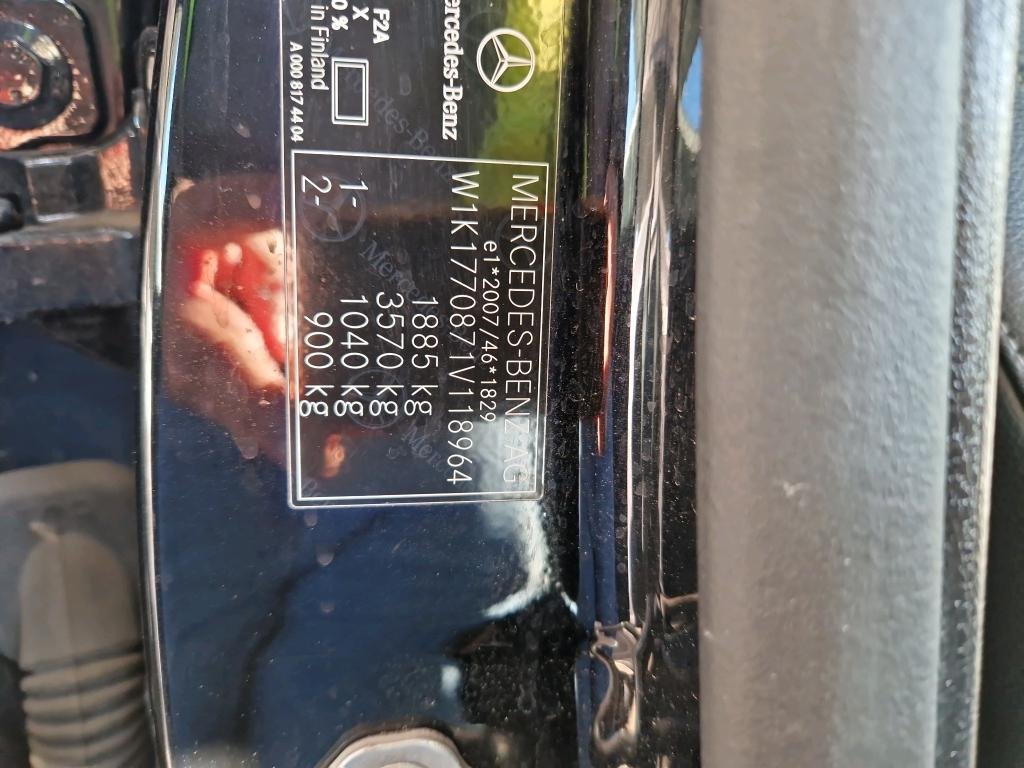 Mercedes-Benz
F2A
X
0 %
in Finland
A 000 817 44 04
MERCEDES-BENZ AG
e1*2007/46*1829
W1K1770871V118964
1885 kg
3570 kg
1- 1040 kg
2- 900 kg